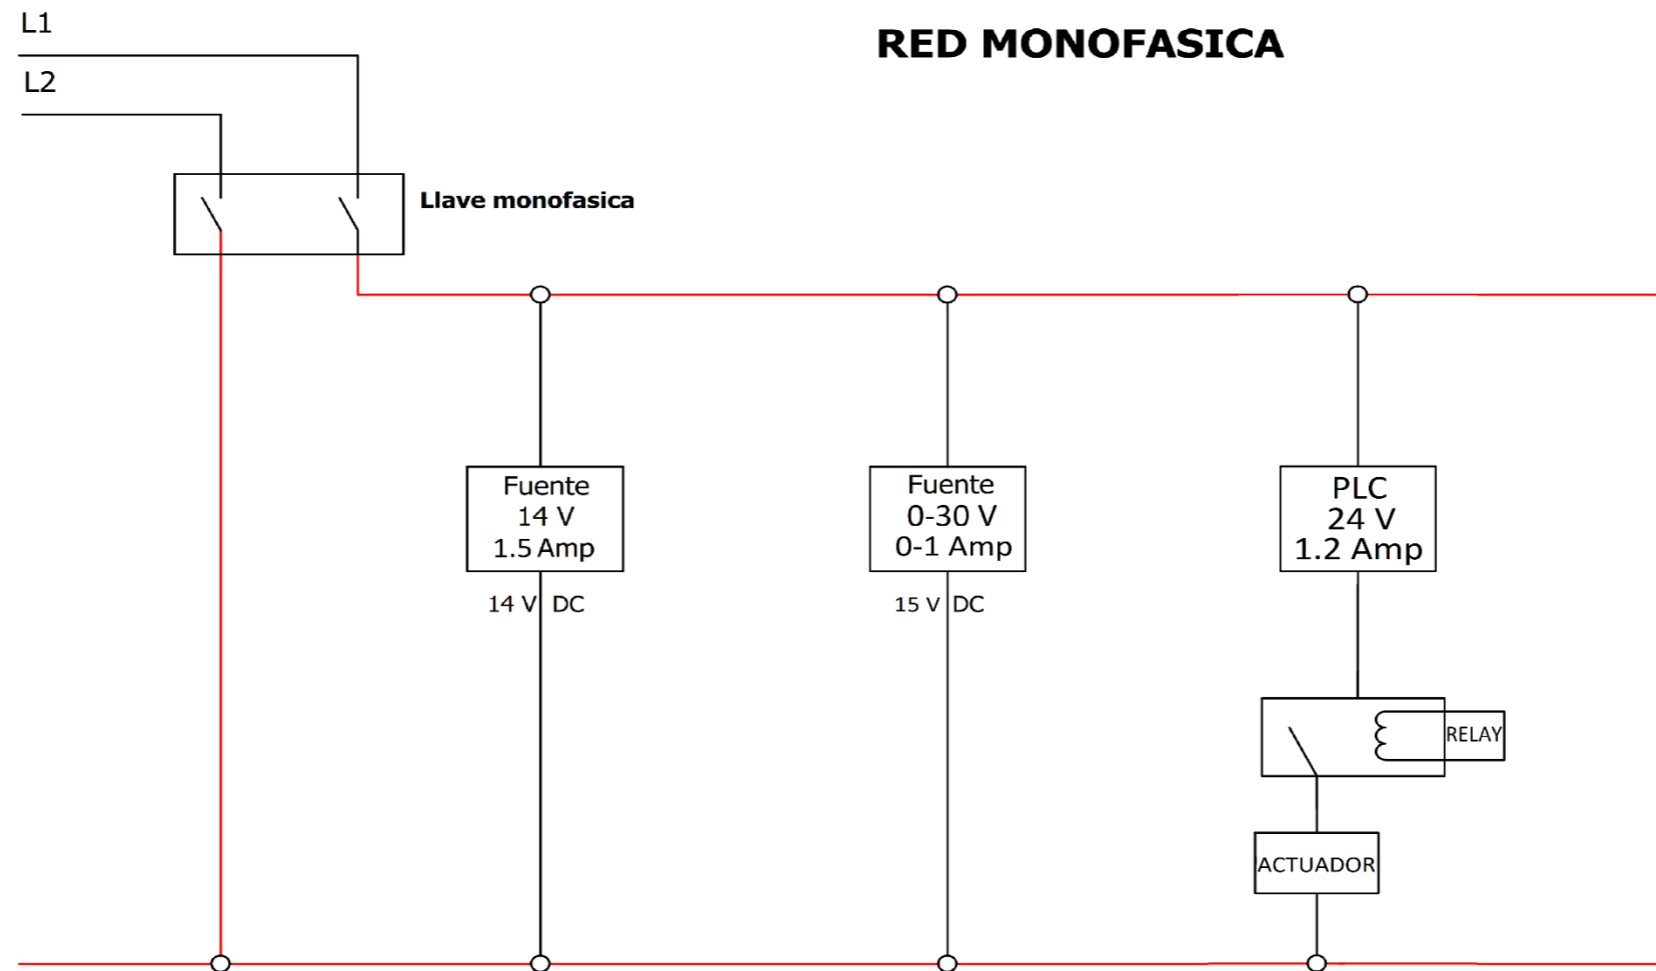 L1
RED MONOFASICA
L2
Llave monofasica
Fuente
14 V
1.5 Amp
Fuente
0-30 V
0-1 Amp
PLC
24 V
1.2 Amp
14 V DC
15 V DC
RELAY
ACTUADOR